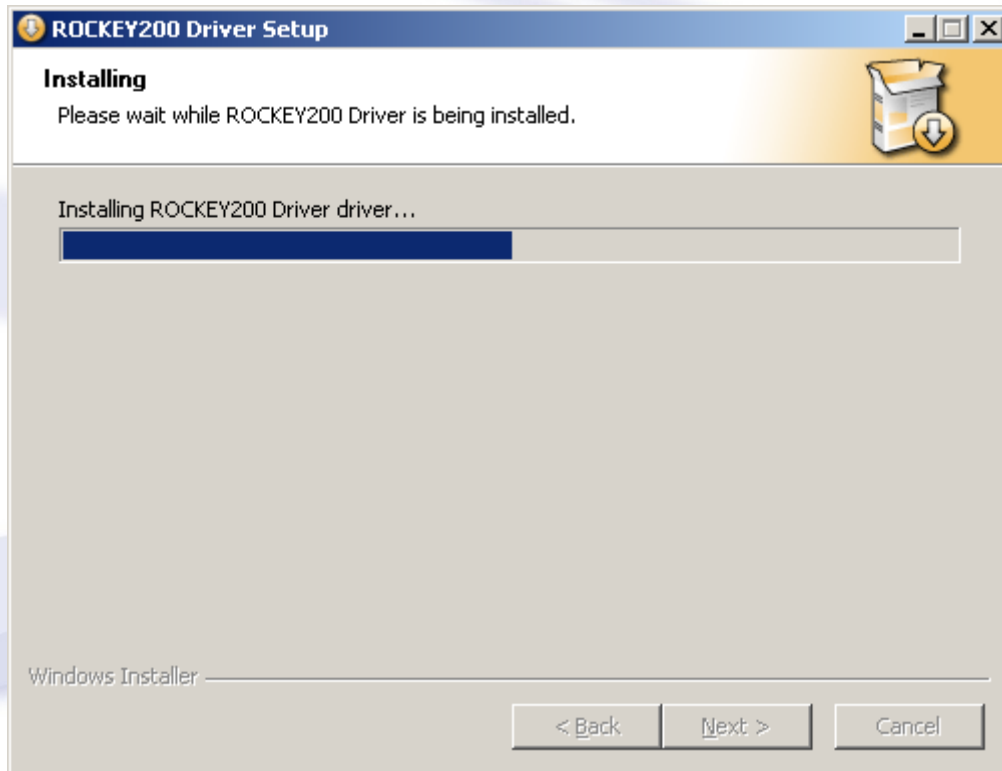 ROCKEY200 Driver Setup
Installing
Please wait while ROCKEY200 Driver is being installed.
Installing ROCKEY200 Driver driver...
Windows Installer
< Back
Next >
Cancel